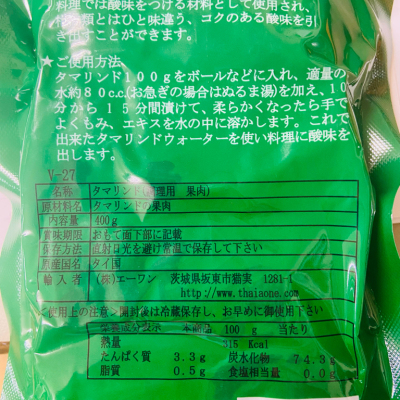 料理では酸味をつける材料として使用され、
柑橘類とはひと味違う、コクのある酸味を引
き出すことができます。
★ご使用方法
タマリンド１００ｇをボールなどに入れ、適量の
水約８０c.c.(お急ぎの場合はぬるま湯)を加え、10
分から１５分間漬けて、柔らかくなったら手
でよくもみ、エキスを水の中に溶かします。これで
出来たタマリンドウォーターを使い料理に酸味を
出します。
V-27
名称 タマリンド(料理用 果肉)
原材料名 タマリンドの果肉
内容量 400g
賞味期限 おもて面下部に記載
保存方法 直射日光を避け常温で保存して下さい
原産国名 タイ国
輸入者 (株)エーワン 茨城県坂東市猫実 1281-1
http://www.thaiaone.com
＜使用上の注意＞開封後は冷蔵保存し、お早めに御使用下さい
栄養成分表示 本商品 100 g 当たり
熱量 315 Kcal
たんぱく質 3.3g 炭水化物 74.3g
脂質 0.5g 食塩相当量 0.0g